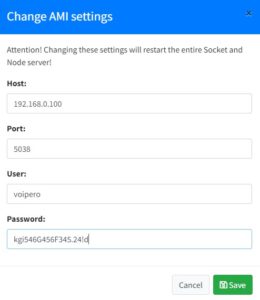 Change AMI settings
×
Attention! Changing these settings will restart the entire Socket and
Node server!
Host:
192.168.0.100
Port:
5038
User:
voipero
Password:
kgi546G456F345.24!d
Cancel
Save